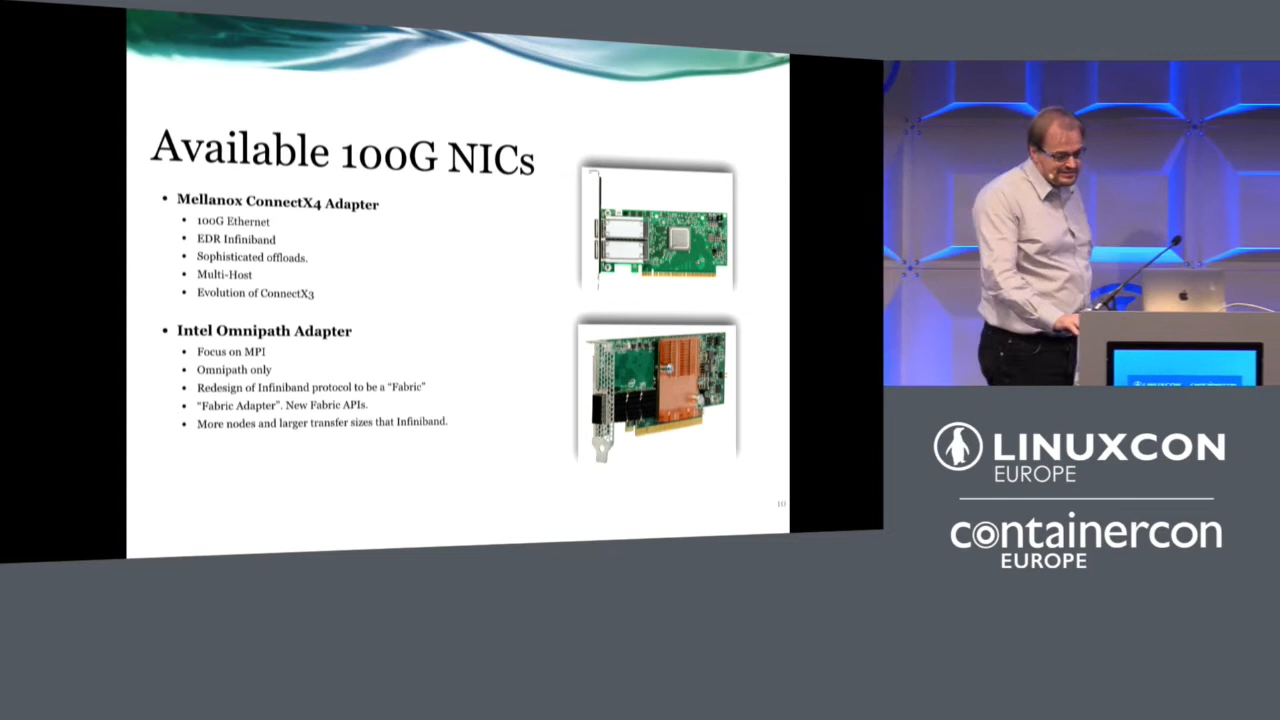 Available 100G NICs
• Mellanox ConnectX4 Adapter
• 100G Ethernet
• EDR Infiniband
• Sophisticated offloads.
• Multi-Host
• Evolution of ConnectX3
• Intel Omnipath Adapter
• Focus on MPI
• Omnipath only
• Redesign of Infiniband protocol to be a “Fabric”
• “Fabric Adapter”. New Fabric APIs.
• More nodes and larger transfer sizes that Infiniband.
10
LINUXCON
EUROPE
containercon
EUROPE